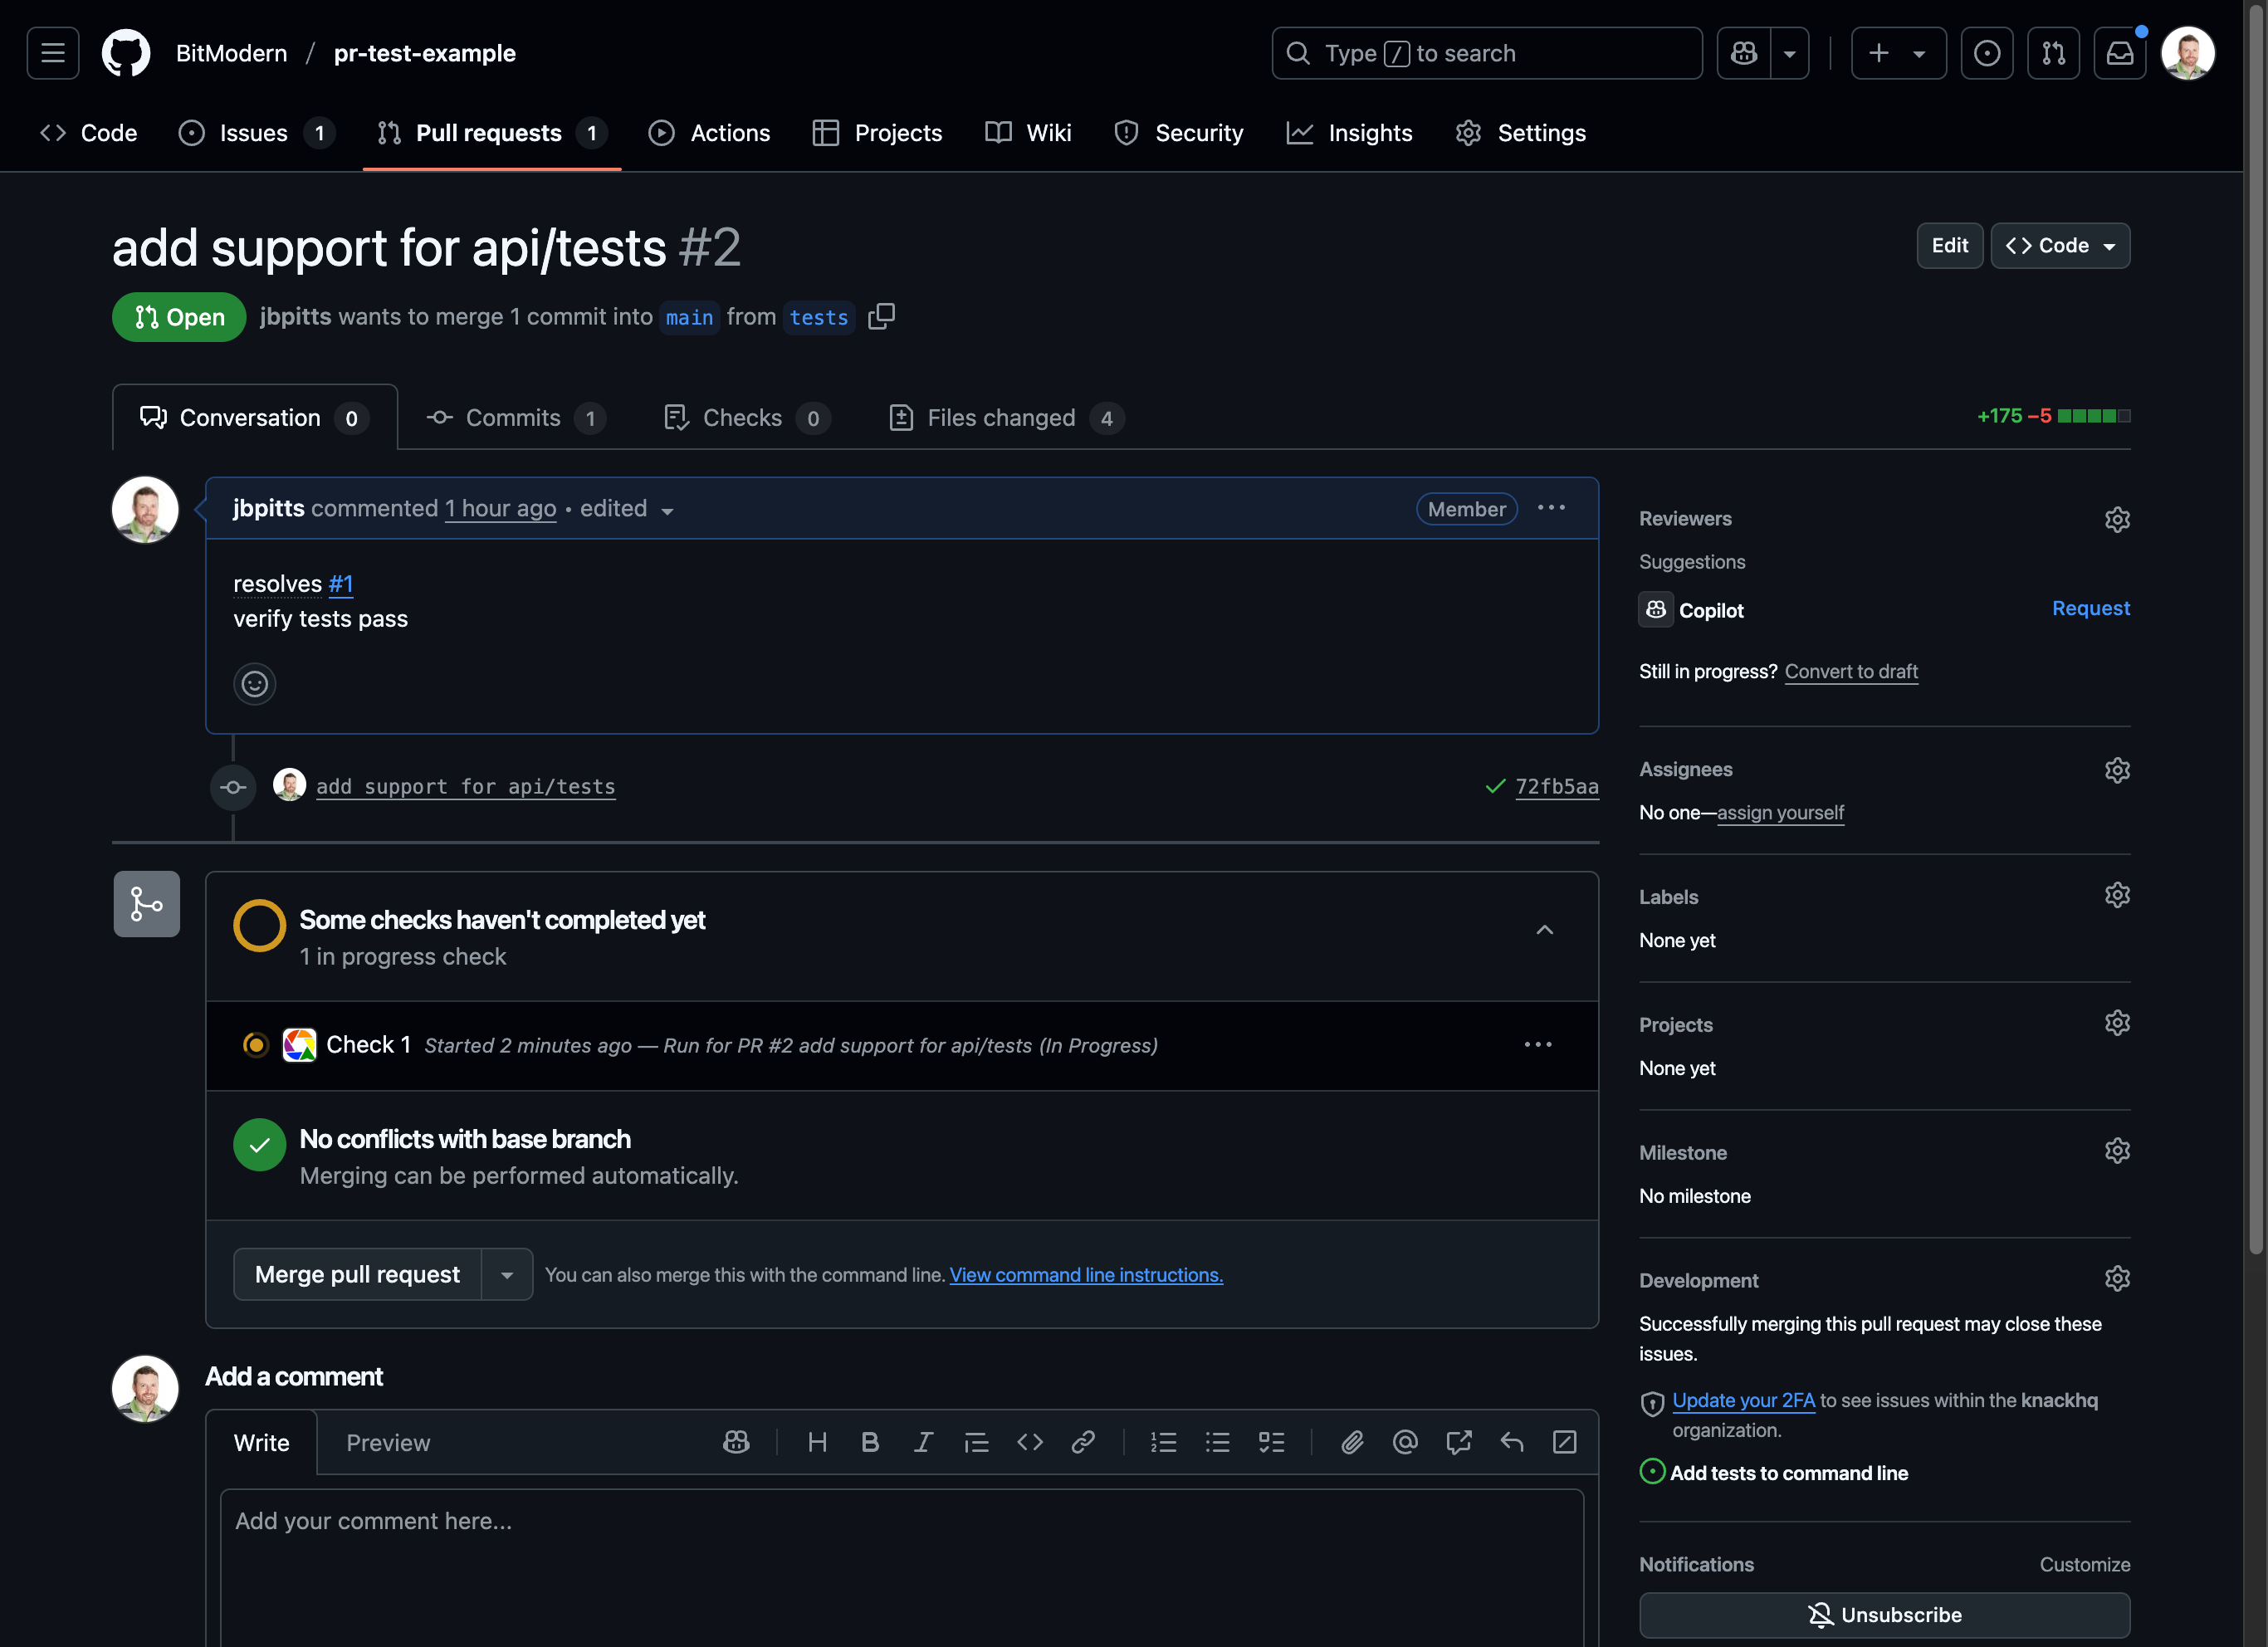 BitModern / pr-test-example
Type / to search
Code
Issues 1
Pull requests 1
Actions
Projects
Wiki
Security
Insights
Settings
add support for api/tests #2
Edit
Code
Open
jbpitts wants to merge 1 commit into main from tests
Conversation 0
Commits 1
Checks 0
Files changed 4
+175 −5
jbpitts commented 1 hour ago • edited
Member
resolves #1
verify tests pass
add support for api/tests
72fb5aa
Some checks haven't completed yet
1 in progress check
Check 1 Started 2 minutes ago — Run for PR #2 add support for api/tests (In Progress)
No conflicts with base branch
Merging can be performed automatically.
Merge pull request
You can also merge this with the command line. View command line instructions.
Add a comment
Write
Preview
Add your comment here...
Reviewers
Suggestions
Copilot
Request
Still in progress? Convert to draft
Assignees
No one—assign yourself
Labels
None yet
Projects
None yet
Milestone
No milestone
Development
Successfully merging this pull request may close these
issues.
Update your 2FA to see issues within the knackhq
organization.
Add tests to command line
Notifications
Customize
Unsubscribe